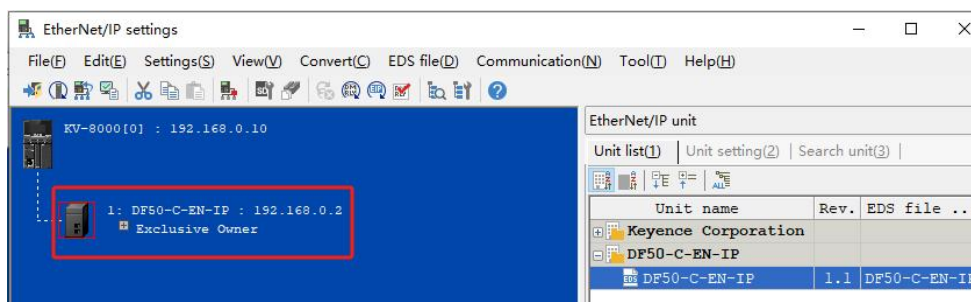 EtherNet/IP settings
File(F) Edit(E) Settings(S) View(V) Convert(C) EDS file(D) Communication(N) Tool(T) Help(H)
KV-8000[0] : 192.168.0.10
1: DF50-C-EN-IP : 192.168.0.2
Exclusive Owner
EtherNet/IP unit
Unit list(1) Unit setting(2) Search unit(3)
Unit name Rev. EDS file ..
Keyence Corporation
DF50-C-EN-IP
DF50-C-EN-IP 1.1 DF50-C-EN-IP